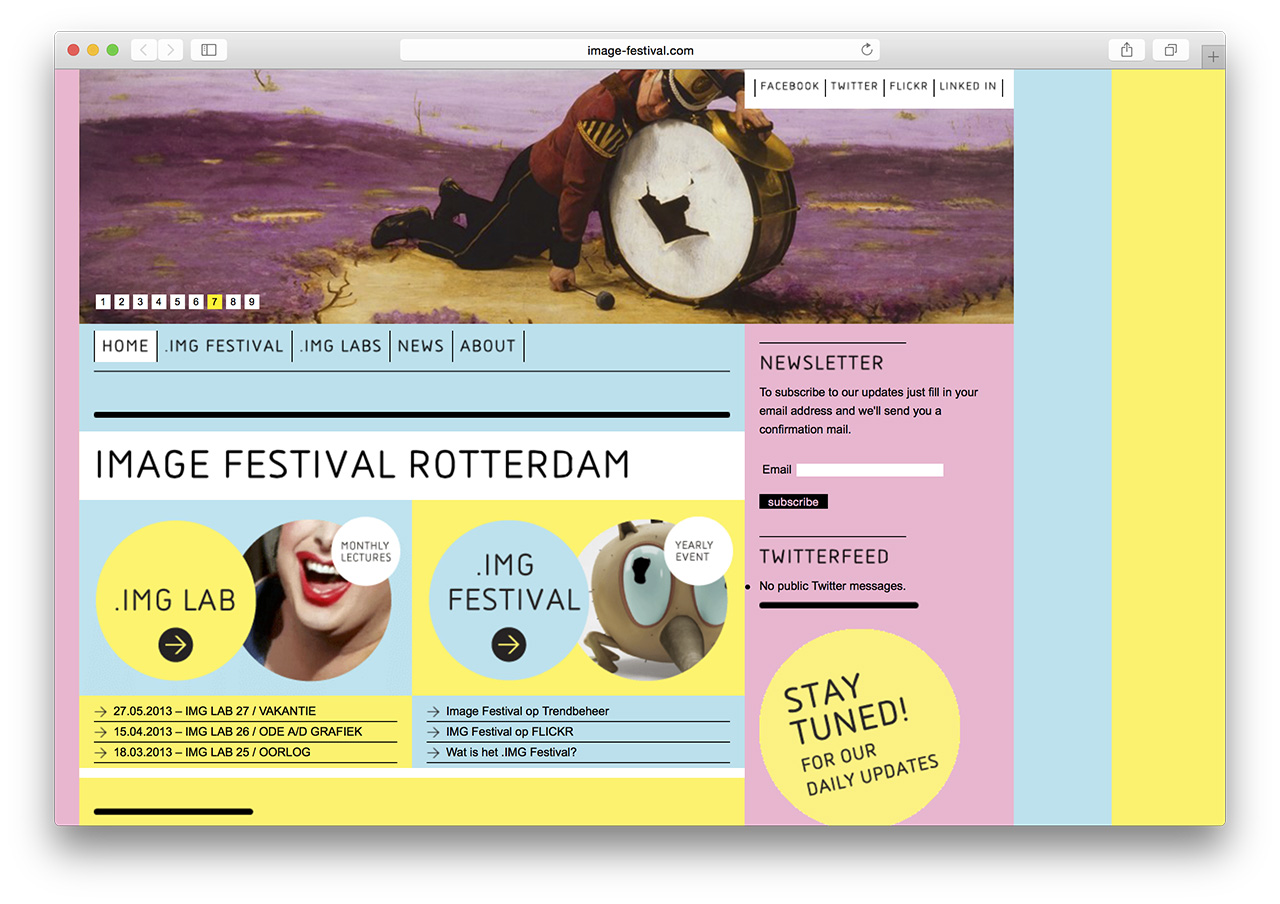 image-festival.com
FACEBOOK TWITTER FLICKR LINKED IN
1 2 3 4 5 6 7 8 9
HOME .IMG FESTIVAL .IMG LABS NEWS ABOUT
IMAGE FESTIVAL ROTTERDAM
.IMG LAB
MONTHLY
LECTURES
.IMG
FESTIVAL
YEARLY
EVENT
27.05.2013 – IMG LAB 27 / VAKANTIE
15.04.2013 – IMG LAB 26 / ODE A/D GRAFIEK
18.03.2013 – IMG LAB 25 / OORLOG
Image Festival op Trendbeheer
IMG Festival op FLICKR
Wat is het .IMG Festival?
NEWSLETTER
To subscribe to our updates just fill in your
email address and we'll send you a
confirmation mail.
Email
subscribe
TWITTERFEED
No public Twitter messages.
STAY
TUNED!
FOR OUR
DAILY UPDATES